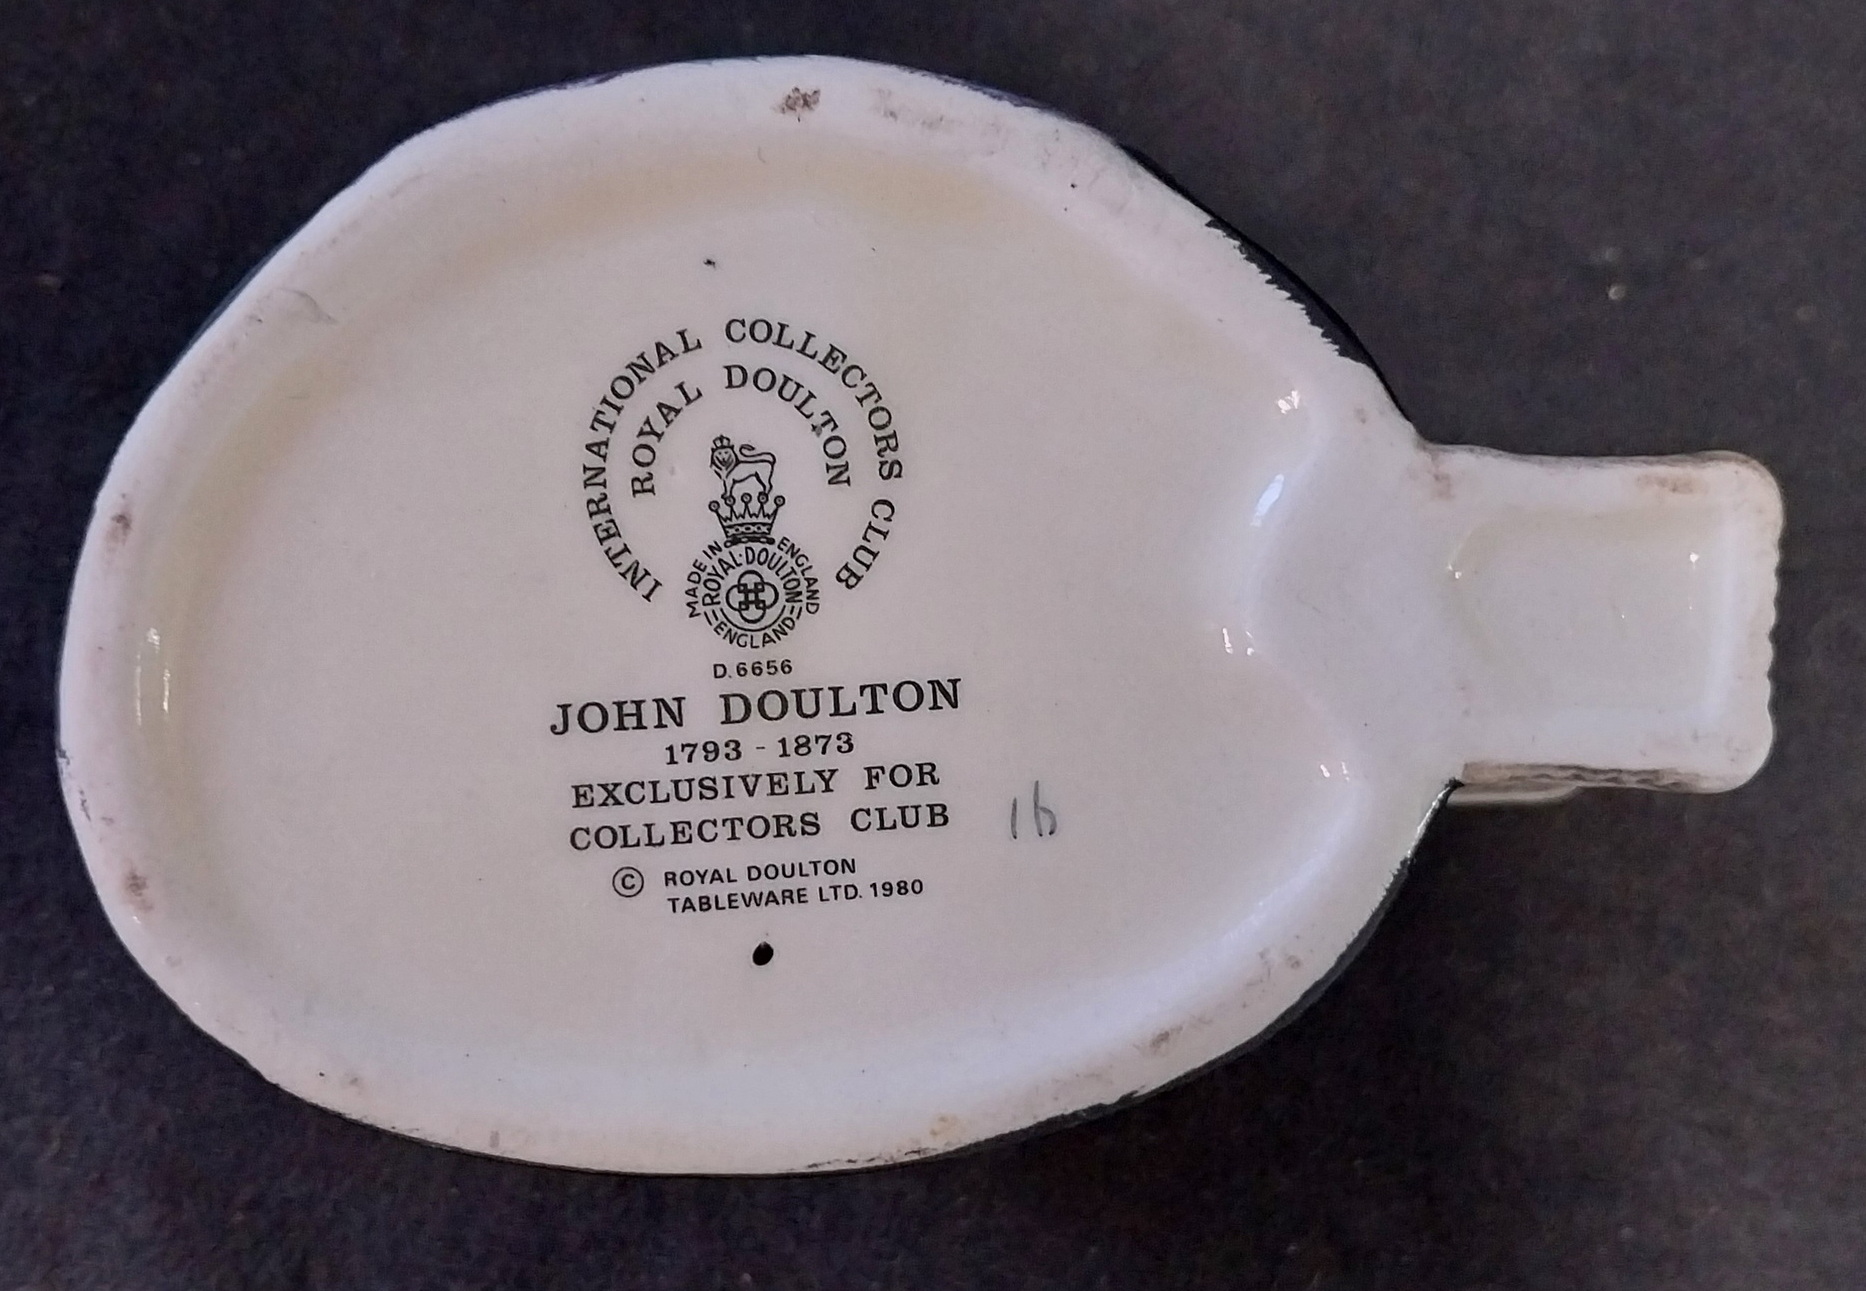 INTERNATIONAL COLLECTORS CLUB
ROYAL DOULTON
MADE IN ENGLAND
ROYAL·DOULTON
ENGLAND
D.6656
JOHN DOULTON
1793 - 1873
EXCLUSIVELY FOR
COLLECTORS CLUB
© ROYAL DOULTON
TABLEWARE LTD. 1980